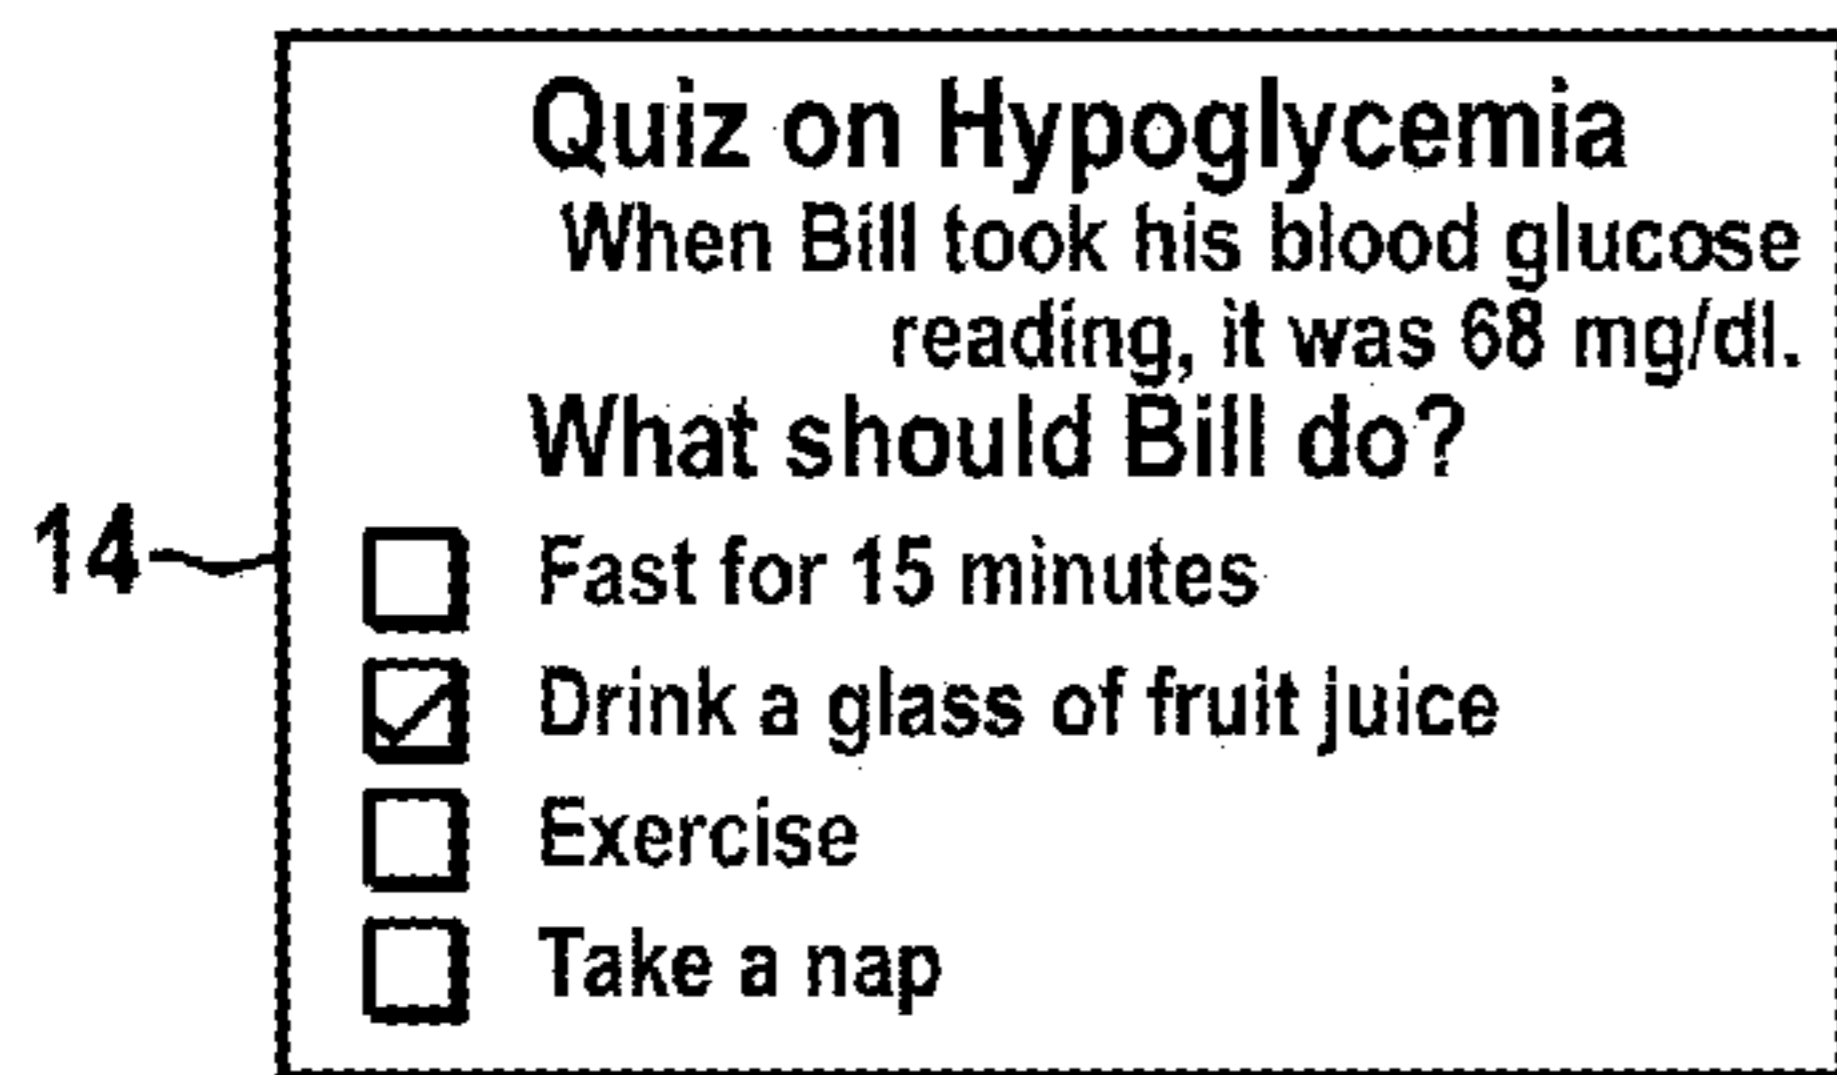 Quiz on Hypoglycemia
When Bill took his blood glucose
reading, it was 68 mg/dl.
What should Bill do?
14
Fast for 15 minutes
Drink a glass of fruit juice
Exercise
Take a nap